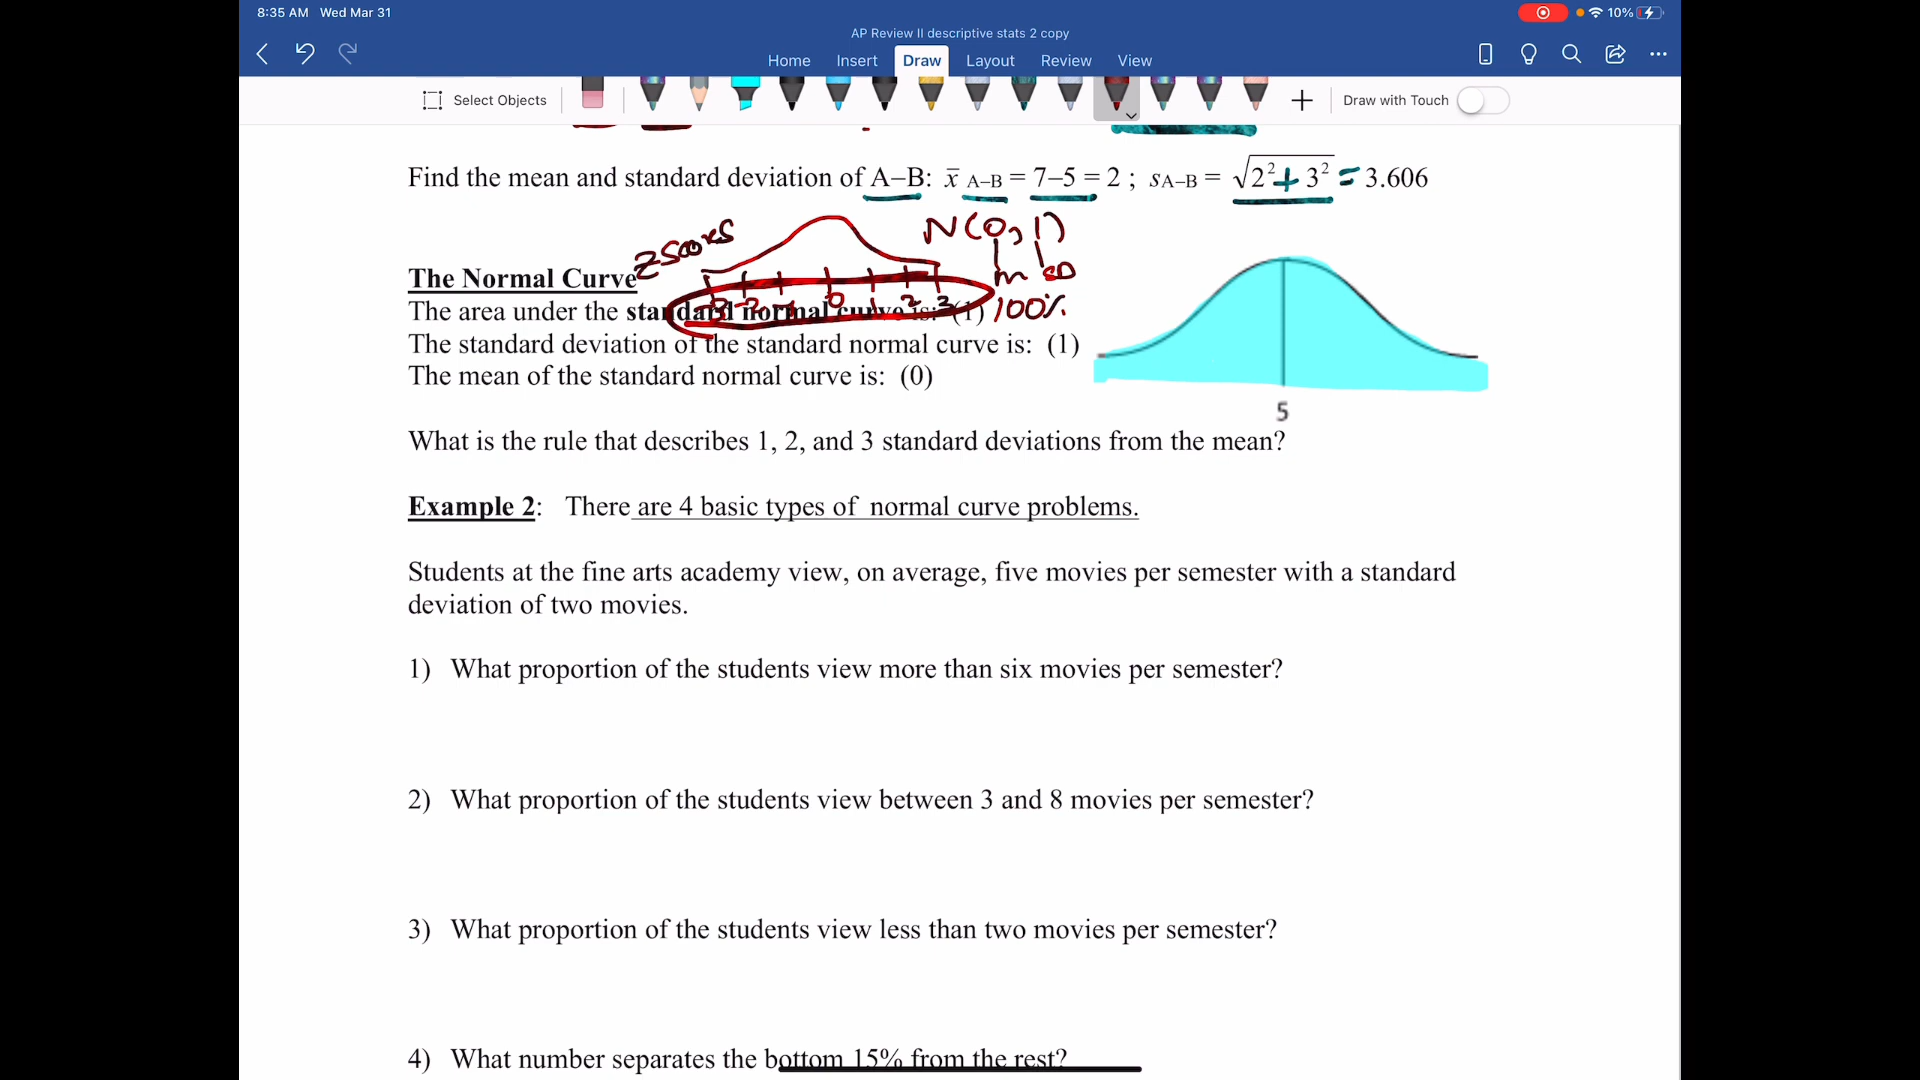 8:35 AM Wed Mar 31
10%
AP Review II descriptive stats 2 copy
Home Insert Draw Layout Review View
Select Objects
Draw with Touch
Find the mean and standard deviation of A–B: x̄ A–B = 7–5 = 2 ; sA–B = √2² + 3² = 3.606
N(0,1)
z scores
m SD
The Normal Curve
-3 -2 -1 0 1 2 3
100%
The area under the standard normal curve is: (1)
The standard deviation of the standard normal curve is: (1)
The mean of the standard normal curve is: (0)
5
What is the rule that describes 1, 2, and 3 standard deviations from the mean?
Example 2: There are 4 basic types of normal curve problems.
Students at the fine arts academy view, on average, five movies per semester with a standard
deviation of two movies.
1) What proportion of the students view more than six movies per semester?
2) What proportion of the students view between 3 and 8 movies per semester?
3) What proportion of the students view less than two movies per semester?
4) What number separates the bottom 15% from the rest?